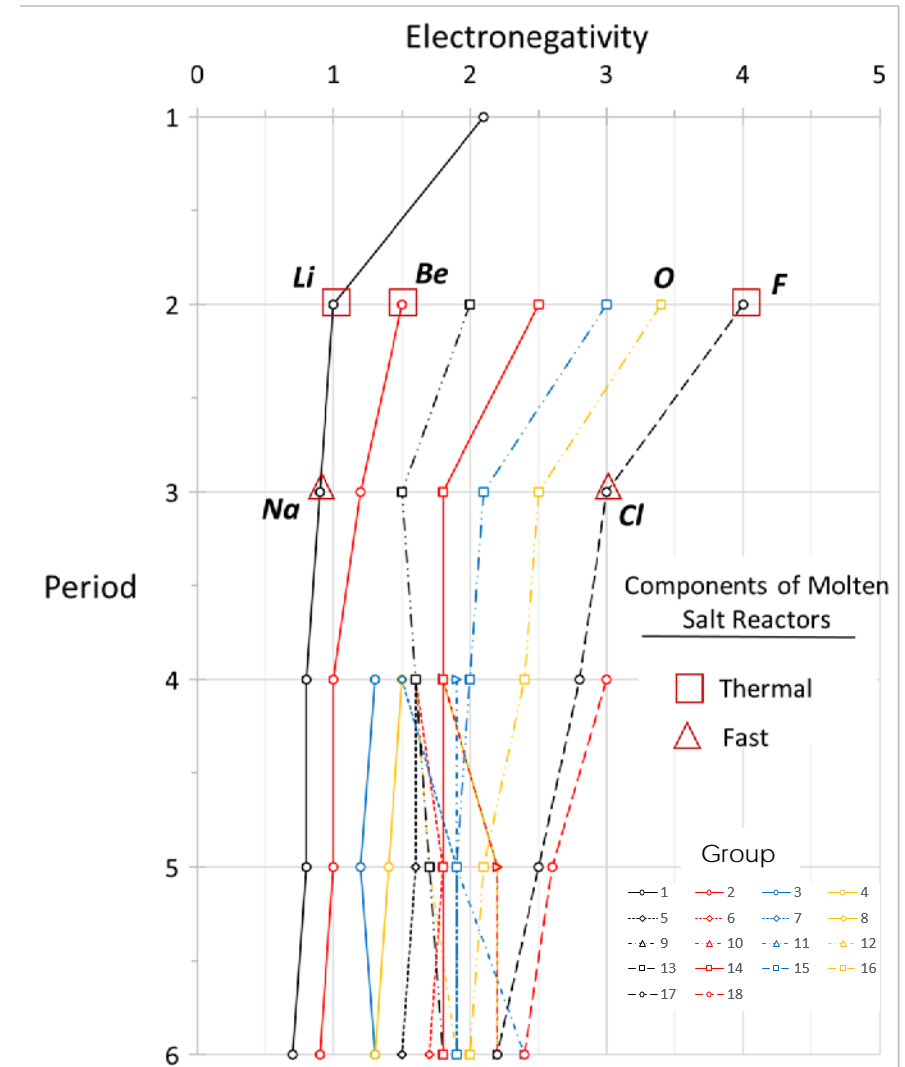 Electronegativity
0 1 2 3 4 5
1
Li Be O F
2
3
Na Cl
Period
Components of Molten
Salt Reactors
4
Thermal
Fast
Group
5
1 2 3 4
5 6 7 8
9 10 11 12
13 14 15 16
17 18
6